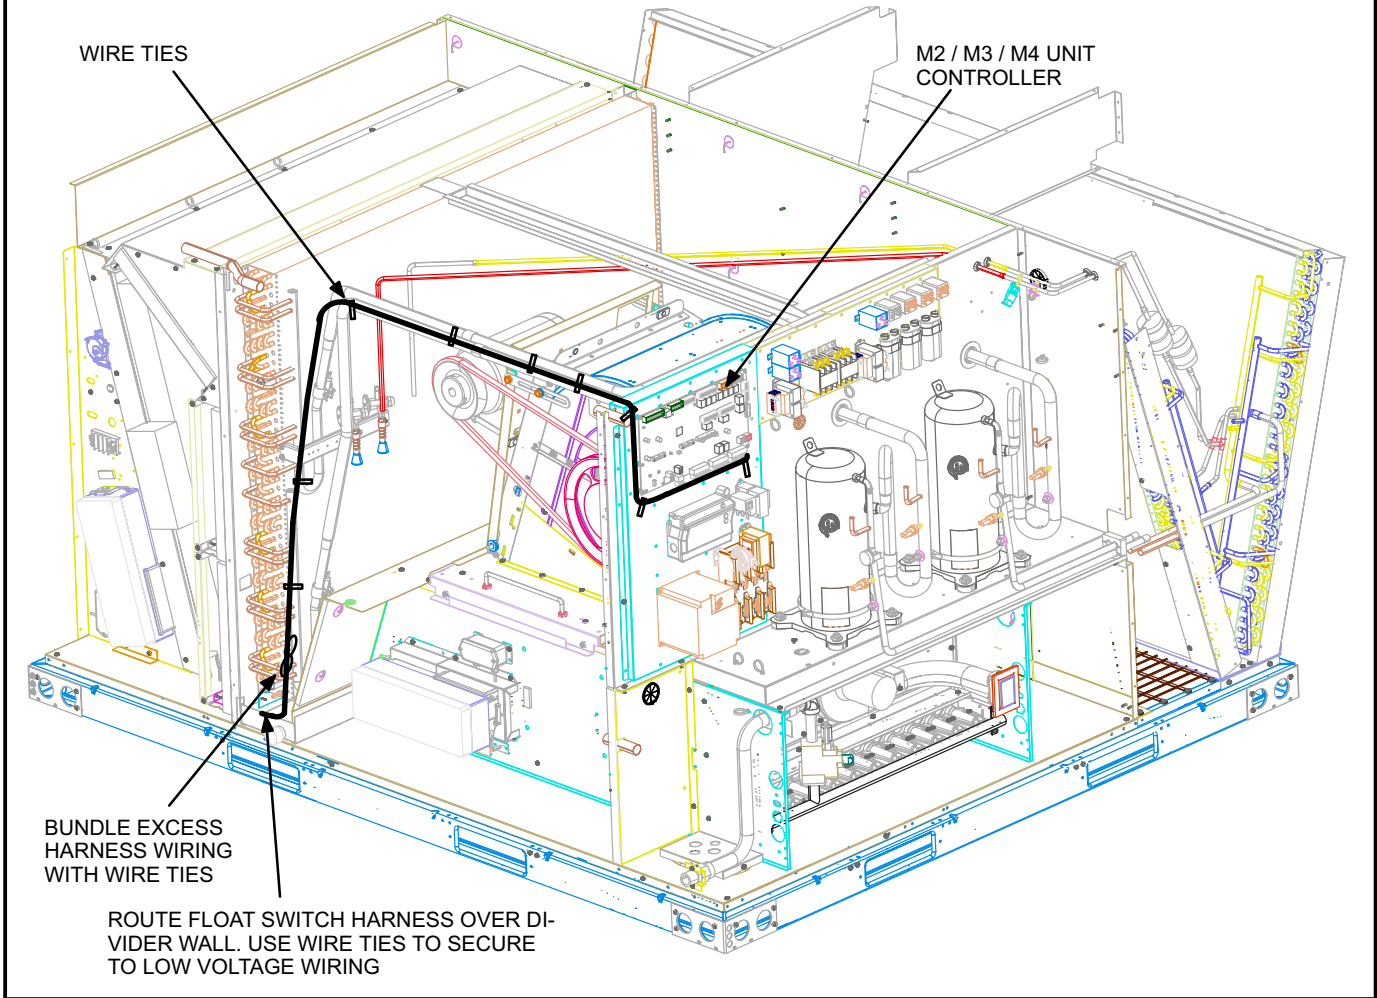 WIRE TIES
M2 / M3 / M4 UNIT
CONTROLLER
BUNDLE EXCESS
HARNESS WIRING
WITH WIRE TIES
ROUTE FLOAT SWITCH HARNESS OVER DI-
VIDER WALL. USE WIRE TIES TO SECURE
TO LOW VOLTAGE WIRING